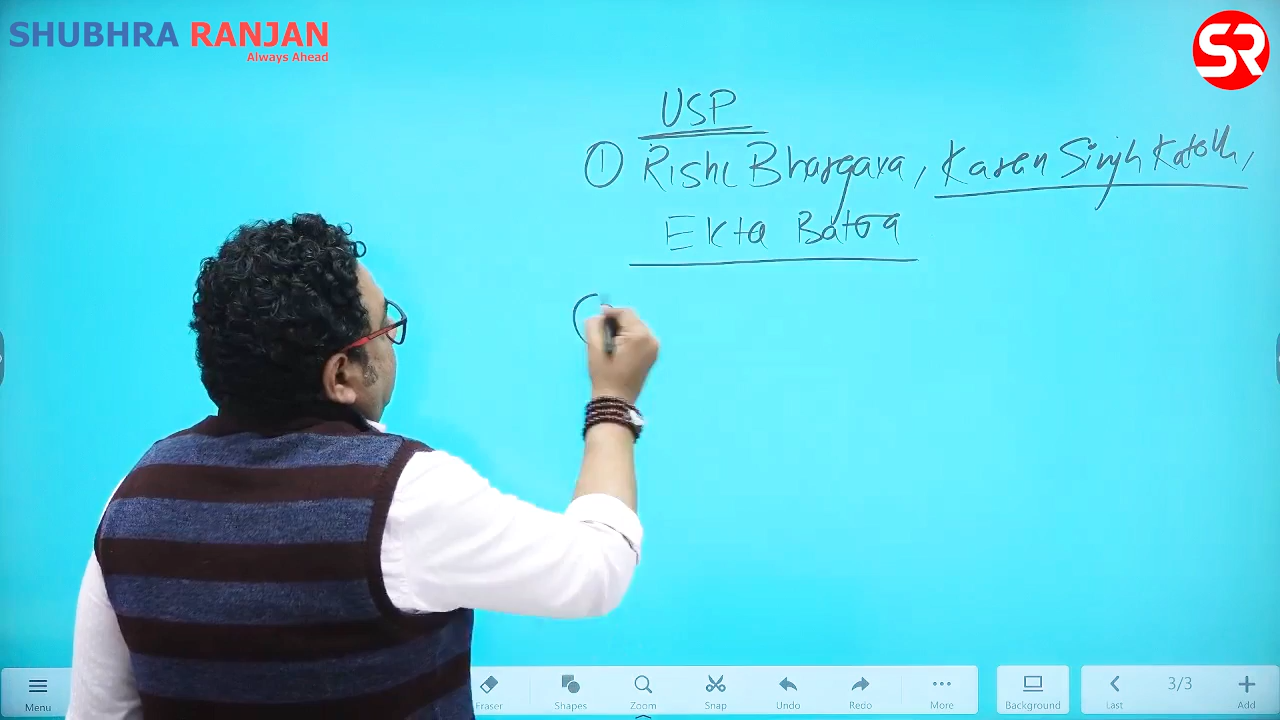 SHUBHRA RANJAN
Always Ahead
SR
USP
① Rishi Bhargava, Karan Singh Katoch,
Ekta Batra
Menu
Eraser
Shapes
Zoom
Snap
Undo
Redo
More
Background
Last
3/3
Add